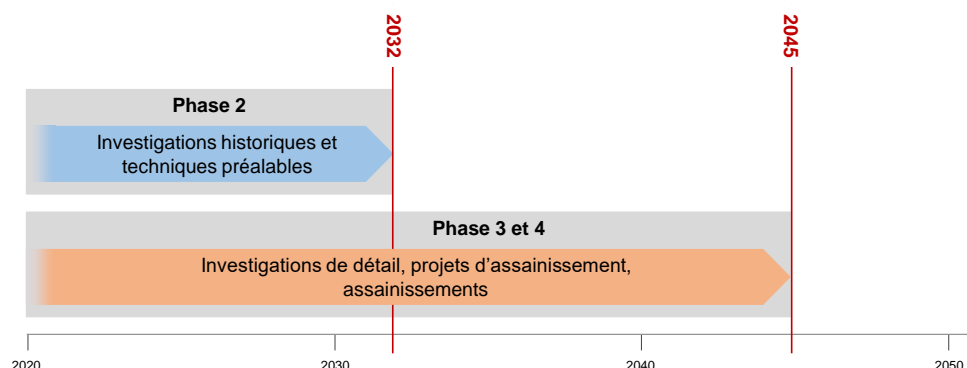 2032
2045
Phase 2
Investigations historiques et
techniques préalables
Phase 3 et 4
Investigations de détail, projets d'assainissement,
assainissements
2020
2030
2040
2050